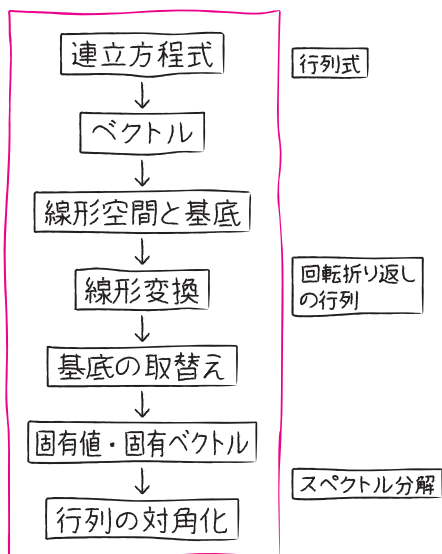 連立方程式
行列式
ベクトル
線形空間と基底
線形変換
回転折り返し
の行列
基底の取替え
固有値・固有ベクトル
スペクトル分解
行列の対角化